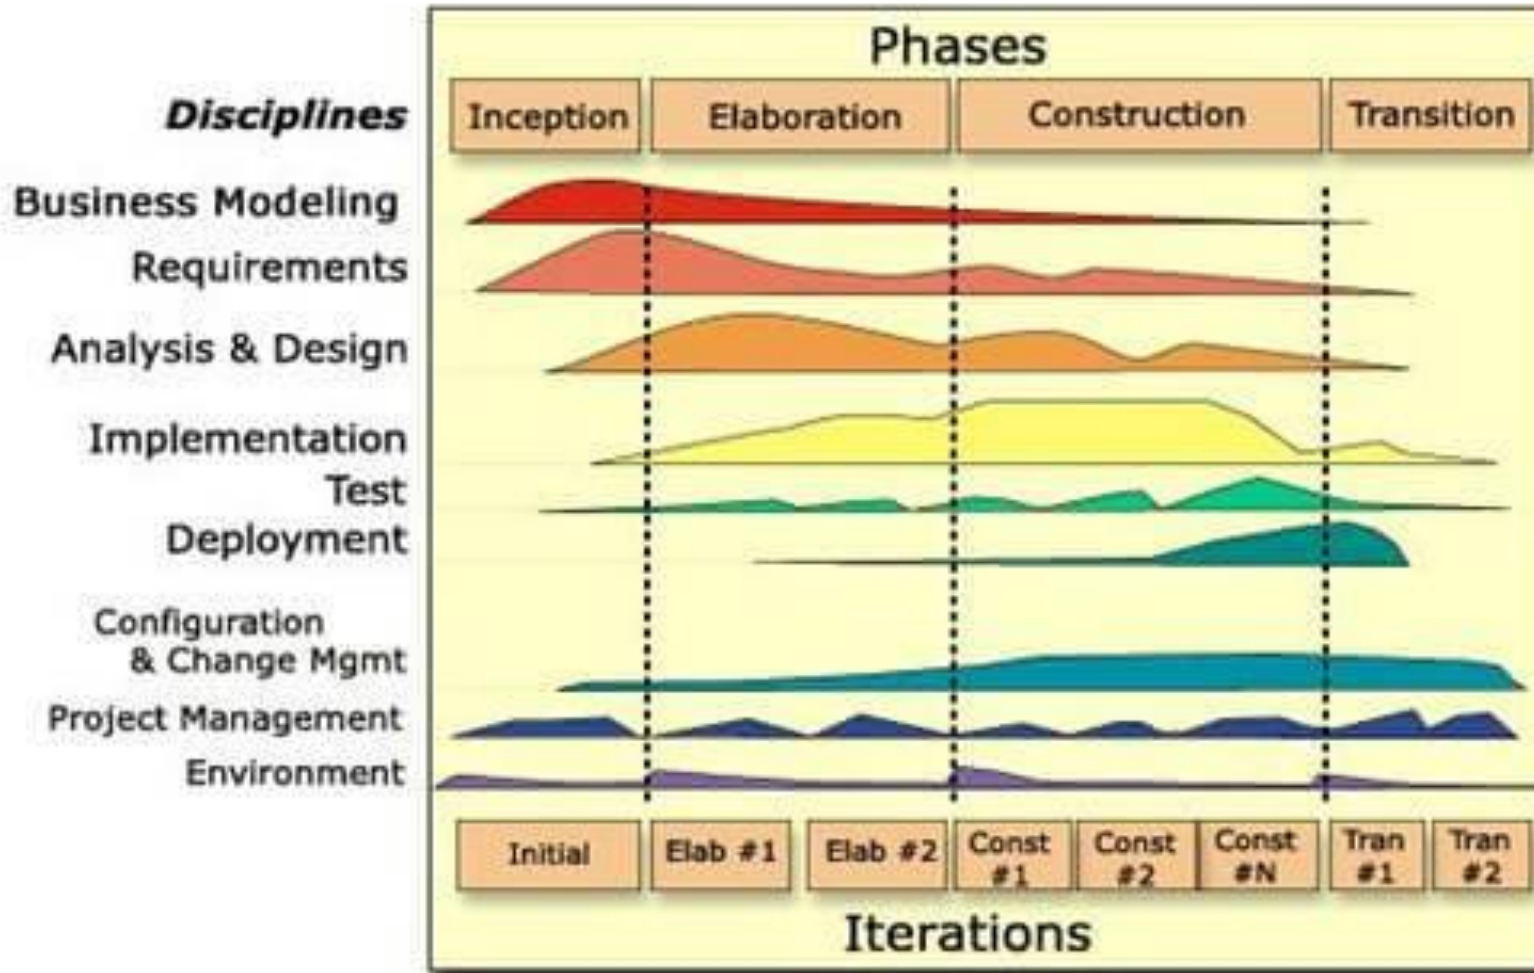 Phases
Disciplines
Inception
Elaboration
Construction
Transition
Business Modeling
Requirements
Analysis & Design
Implementation
Test
Deployment
Configuration
& Change Mgmt
Project Management
Environment
Initial
Elab #1
Elab #2
Const
#1
Const
#2
Const
#N
Tran
#1
Tran
#2
Iterations